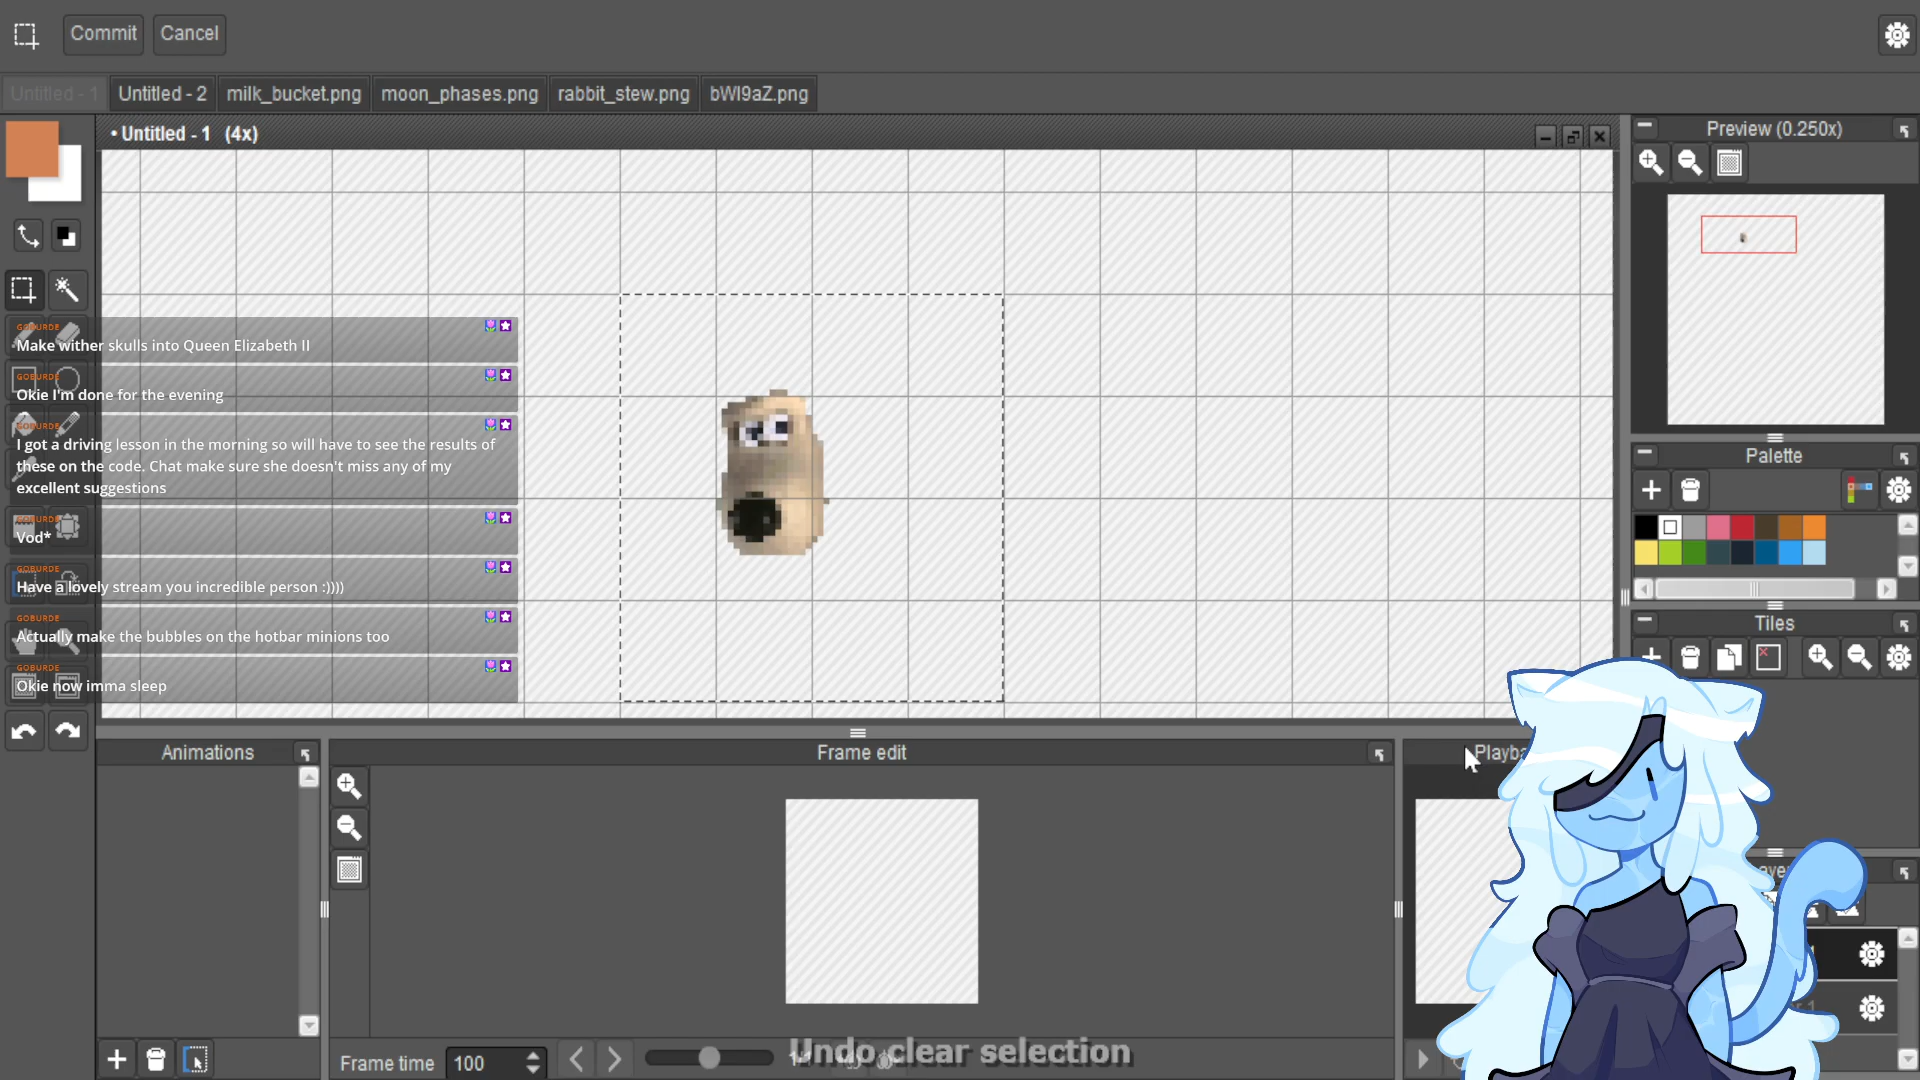 Commit Cancel
Untitled - 1 Untitled - 2 milk_bucket.png moon_phases.png rabbit_stew.png bWI9aZ.png
• Untitled - 1 (4x)
Preview (0.250x)
GOBURDE
Make wither skulls into Queen Elizabeth II
GOBURDE
Okie I'm done for the evening
GOBURDE
I got a driving lesson in the morning so will have to see the results of
these on the code. Chat make sure she doesn't miss any of my
excellent suggestions
GOBURDE
Vod*
GOBURDE
Have a lovely stream you incredible person :))))
GOBURDE
Actually make the bubbles on the hotbar minions too
GOBURDE
Okie now imma sleep
Palette
Tiles
Animations
Frame edit
Frame time 100
Undo clear selection